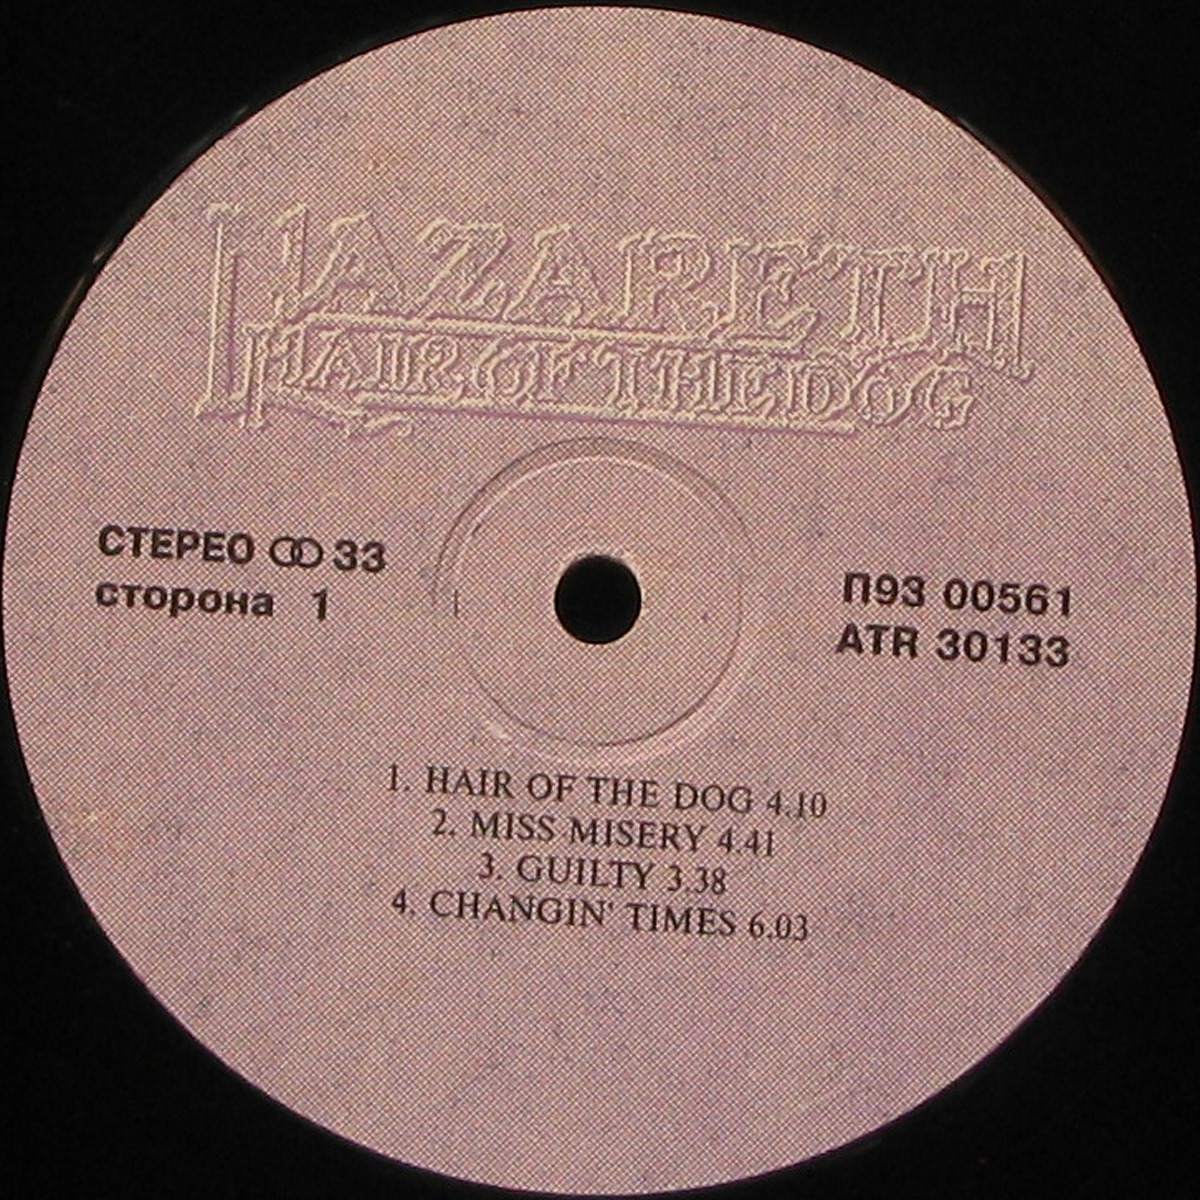 NAZARETH
HAIR OF THE DOG
СТЕРЕО ꝏ 33
сторона 1
П93 00561
ATR 30133
1. HAIR OF THE DOG 4.10
2. MISS MISERY 4.41
3. GUILTY 3.38
4. CHANGIN' TIMES 6.03